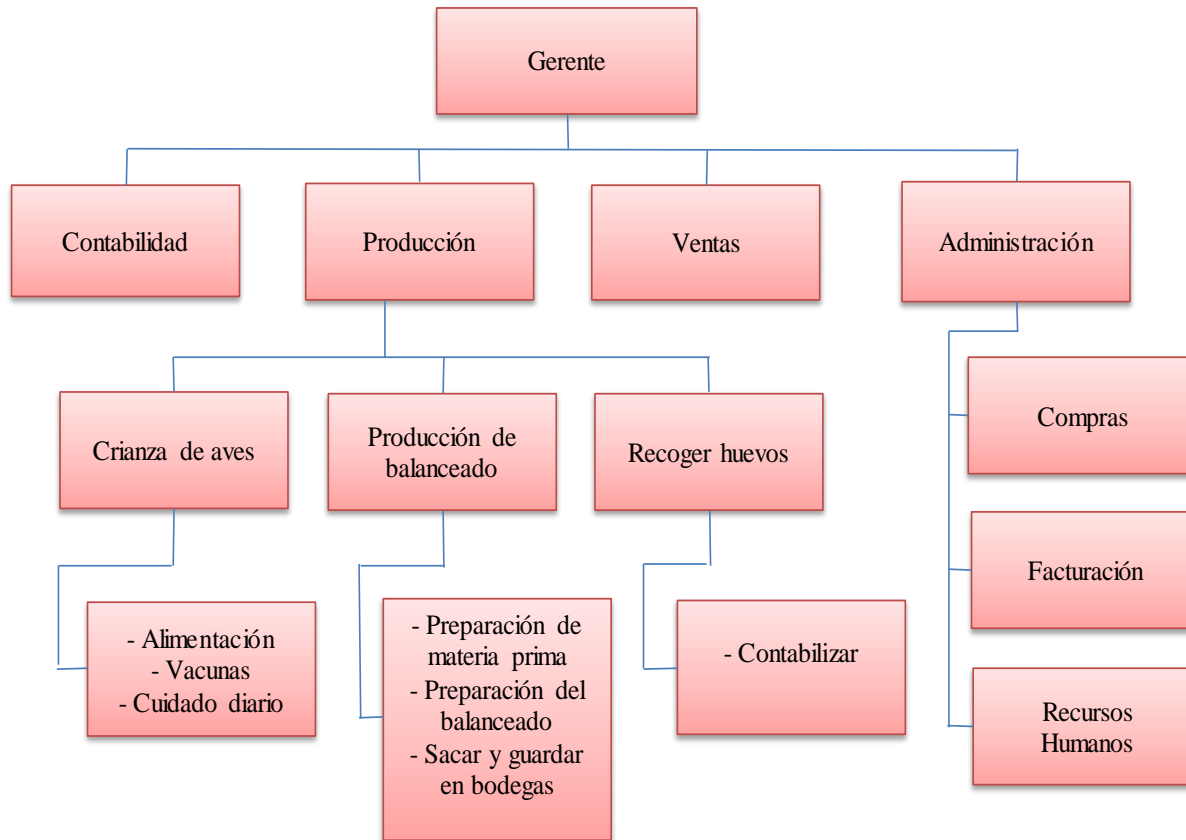 Gerente
Contabilidad
Producción
Ventas
Administración
Crianza de aves
Producción de
balanceado
Recoger huevos
Compras
Facturación
Recursos
Humanos
- Alimentación
- Vacunas
- Cuidado diario
- Preparación de
materia prima
- Preparación del
balanceado
- Sacar y guardar
en bodegas
- Contabilizar